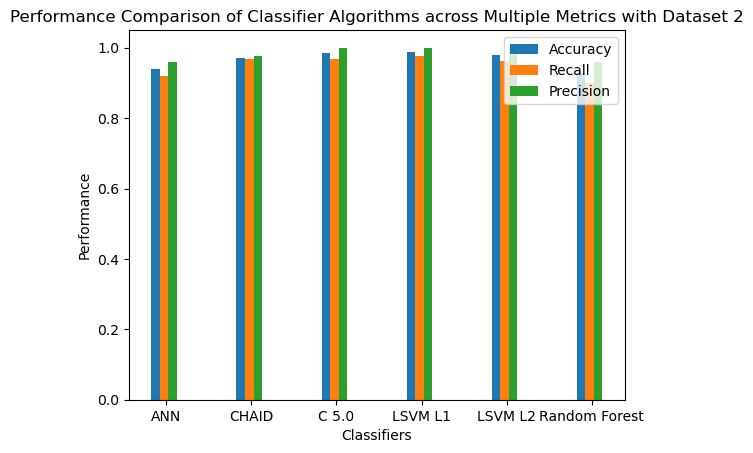 Performance Comparison of Classifier Algorithms across Multiple Metrics with Dataset 2
Accuracy
Recall
Precision
Performance
1.0
0.8
0.6
0.4
0.2
0.0
ANN CHAID C 5.0 LSVM L1 LSVM L2 Random Forest
Classifiers